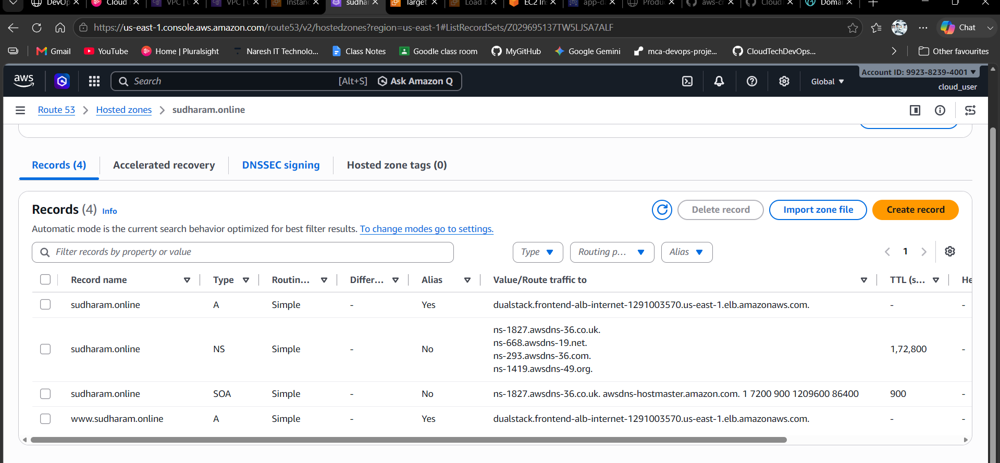 DevOp
Cloud
VPC |
VPC |
Instanc
sudhar
Target
Load b
EC2 In
app-d
Produ
aws-c
Cloud
Domai
https://us-east-1.console.aws.amazon.com/route53/v2/hostedzones?region=us-east-1#ListRecordSets/Z029695137TW5LJSA7ALF
Chat
Gmail
YouTube
Home | Pluralsight
Naresh IT Technolo...
Class Notes
Goodle class room
MyGitHub
Google Gemini
mca-devops-proje...
CloudTechDevOps...
Other favourites
aws
Search
[Alt+S]
Ask Amazon Q
Global
Account ID: 9923-8239-4001
cloud_user
Route 53
Hosted zones
sudharam.online
Records (4)
Accelerated recovery
DNSSEC signing
Hosted zone tags (0)
Records (4) Info
Delete record
Import zone file
Create record
Automatic mode is the current search behavior optimized for best filter results. To change modes go to settings.
Filter records by property or value
Type
Routing p...
Alias
1
Record name Type Routin... Differ... Alias Value/Route traffic to TTL (s... He
sudharam.online A Simple - Yes dualstack.frontend-alb-internet-1291003570.us-east-1.elb.amazonaws.com. - -
ns-1827.awsdns-36.co.uk.
ns-668.awsdns-19.net.
sudharam.online NS Simple - No 1,72,800 -
ns-293.awsdns-36.com.
ns-1419.awsdns-49.org.
sudharam.online SOA Simple - No ns-1827.awsdns-36.co.uk. awsdns-hostmaster.amazon.com. 1 7200 900 1209600 86400 900 -
www.sudharam.online A Simple - Yes dualstack.frontend-alb-internet-1291003570.us-east-1.elb.amazonaws.com. - -